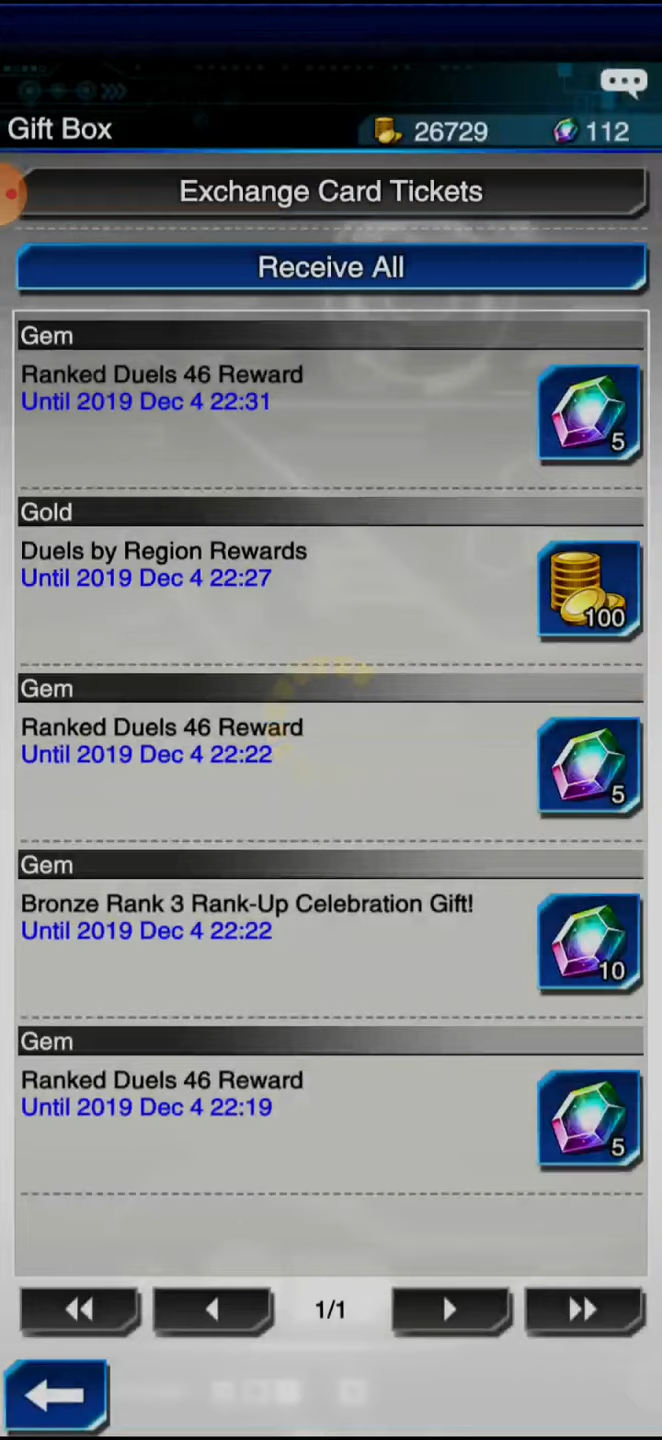 Gift Box
26729
112
Exchange Card Tickets
Receive All
Gem
Ranked Duels 46 Reward
Until 2019 Dec 4 22:31
5
Gold
Duels by Region Rewards
Until 2019 Dec 4 22:27
100
Gem
Ranked Duels 46 Reward
Until 2019 Dec 4 22:22
5
Gem
Bronze Rank 3 Rank-Up Celebration Gift!
Until 2019 Dec 4 22:22
10
Gem
Ranked Duels 46 Reward
Until 2019 Dec 4 22:19
5
1/1